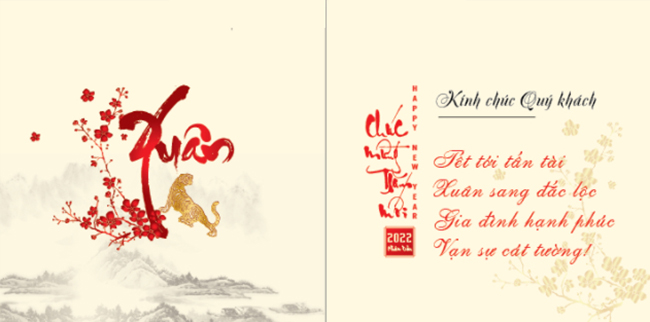 Xuân
Chúc
mừng
năm
mới
HAPPY NEW YEAR
2022
Nhâm Dần
Kính chúc Quý khách
Tết tới tấn tài
Xuân sang đắc lộc
Gia đình hạnh phúc
Vạn sự cát tường!